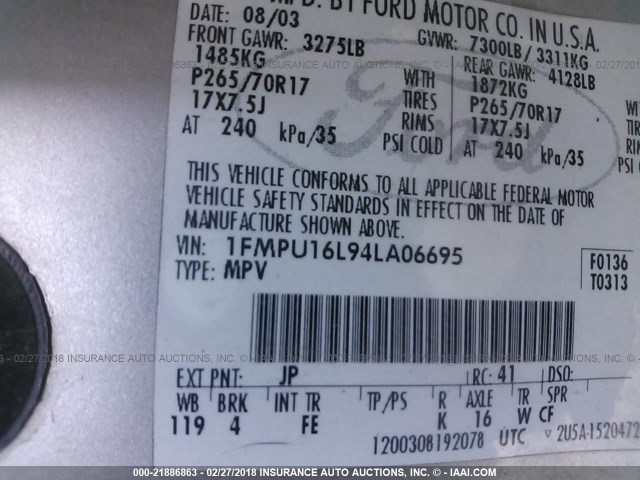 MFD. BY FORD MOTOR CO. IN U.S.A.
DATE: 08/03 GVWR: 7300LB / 3311KG
FRONT GAWR: 3275LB REAR GAWR: 4128LB
1485KG WITH 1872KG
P265/70R17 TIRES P265/70R17
17X7.5J RIMS 17X7.5J
AT 240 kPa/35 PSI COLD AT 240 kPa/35
Ford
THIS VEHICLE CONFORMS TO ALL APPLICABLE FEDERAL MOTOR
VEHICLE SAFETY STANDARDS IN EFFECT ON THE DATE OF
MANUFACTURE SHOWN ABOVE.
VIN: 1FMPU16L94LA06695 F0136
TYPE: MPV T0313
EXT PNT: JP RC: 41 DSO:
WB BRK INT TR TP/PS R AXLE TR SPR
119 4 FE K 16 W CF
1200308192078 UTC 2U5A-1520472
000-21886863 - 02/27/2018 INSURANCE AUTO AUCTIONS, INC. - IAAI.COM